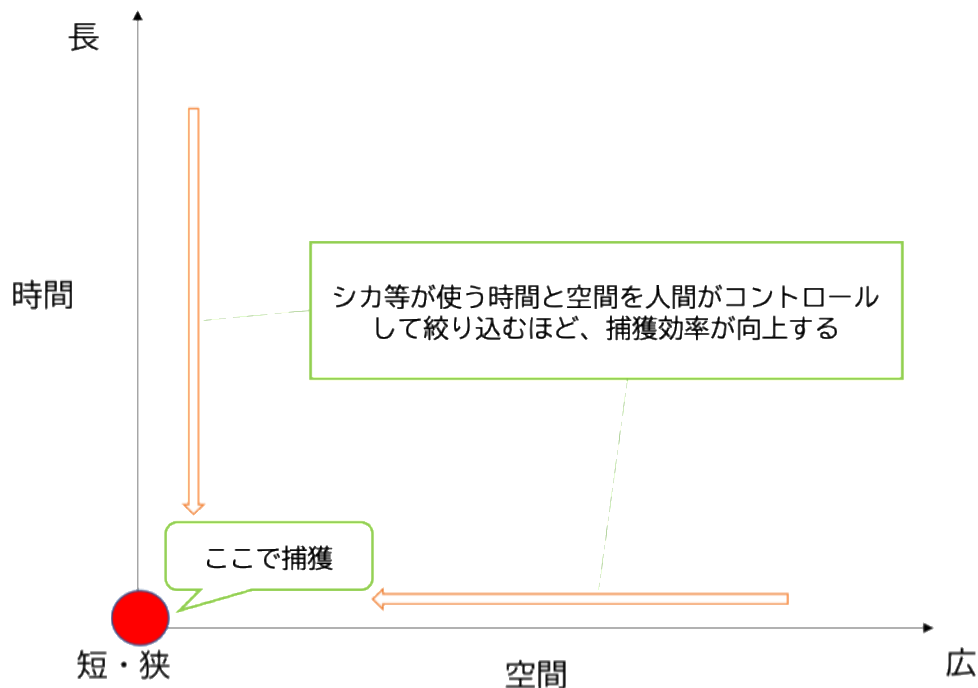 長
時間
シカ等が使う時間と空間を人間がコントロール
して絞り込むほど、捕獲効率が向上する
ここで捕獲
短・狭
空間
広